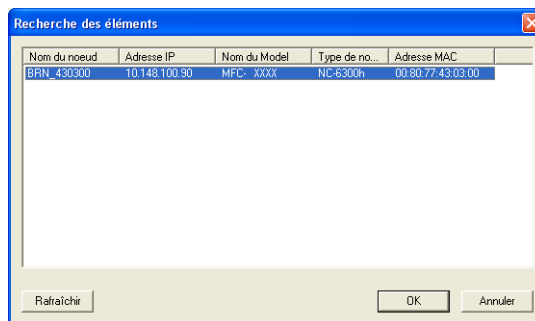 Recherche des éléments
Nom du noeud Adresse IP Nom du Model Type de no... Adresse MAC
BRN_430300 10.148.100.90 MFC- XXXX NC-6300h 00:80:77:43:03:00
Rafraîchir OK Annuler